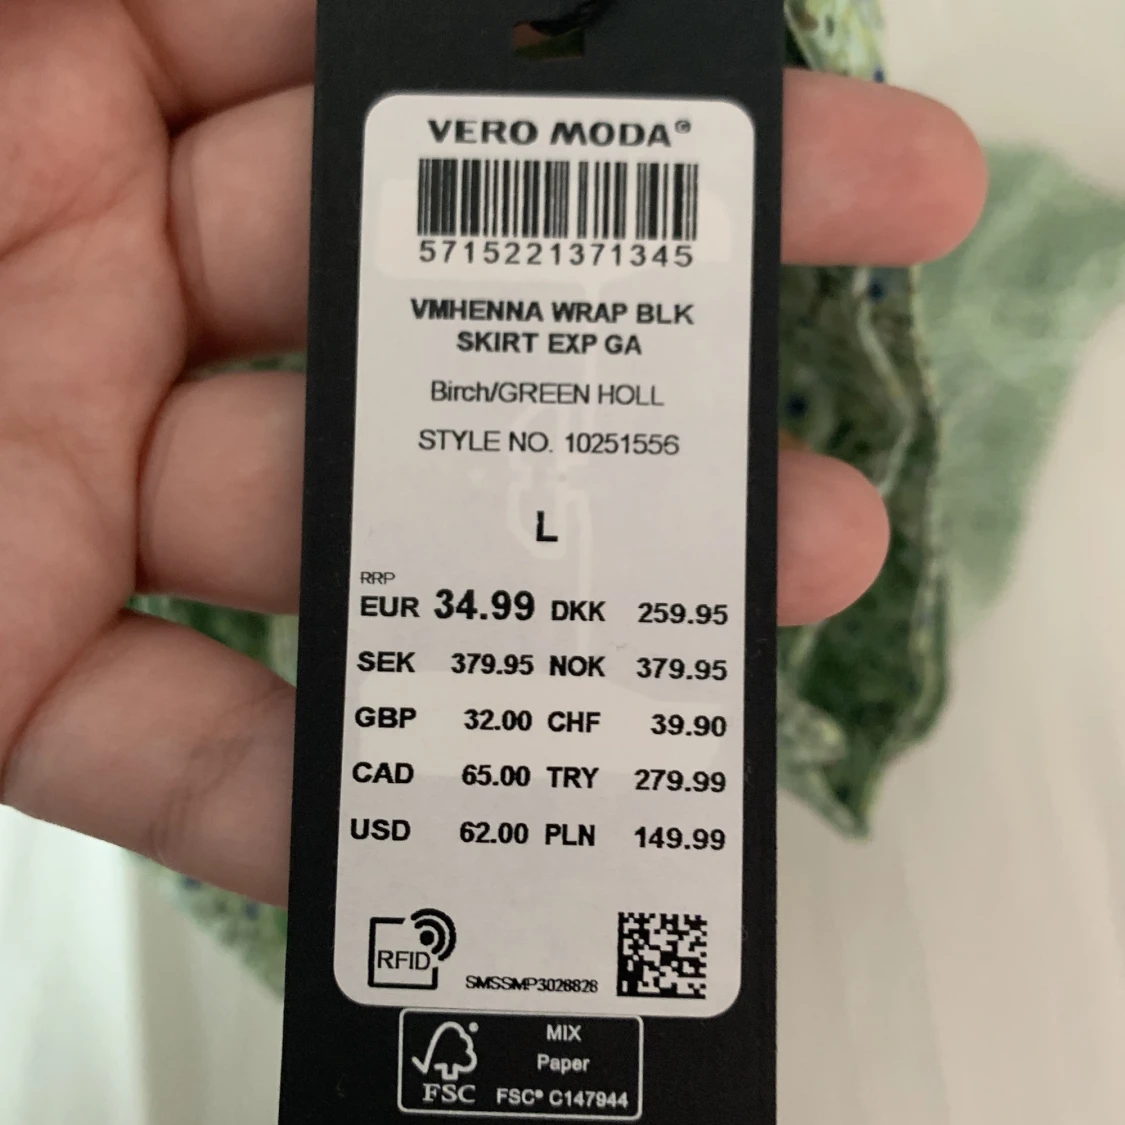 VERO MODA®
5715221371345
VMHENNA WRAP BLK
SKIRT EXP GA
Birch/GREEN HOLL
STYLE NO. 10251556
L
RRP
EUR 34.99 DKK 259.95
SEK 379.95 NOK 379.95
GBP 32.00 CHF 39.90
CAD 65.00 TRY 279.99
USD 62.00 PLN 149.99
RFID
SMSSMP3028828
MIX
Paper
FSC FSC® C147944